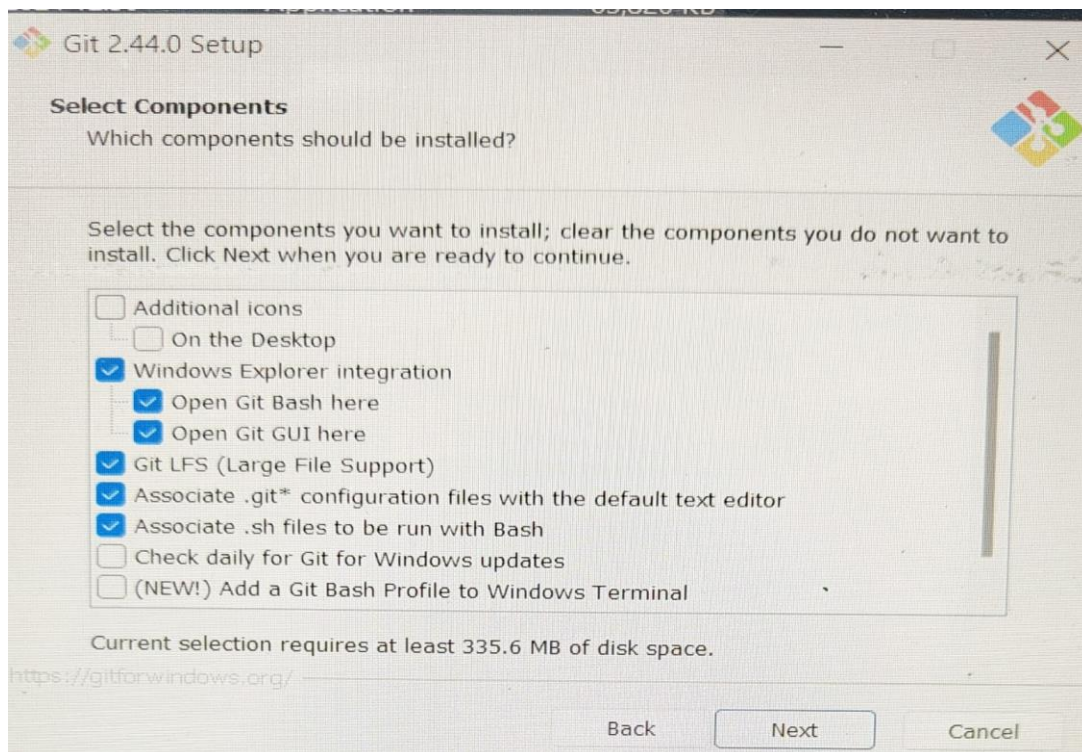 Git 2.44.0 Setup
Select Components
Which components should be installed?
Select the components you want to install; clear the components you do not want to
install. Click Next when you are ready to continue.
Additional icons
On the Desktop
Windows Explorer integration
Open Git Bash here
Open Git GUI here
Git LFS (Large File Support)
Associate .git* configuration files with the default text editor
Associate .sh files to be run with Bash
Check daily for Git for Windows updates
(NEW!) Add a Git Bash Profile to Windows Terminal
Current selection requires at least 335.6 MB of disk space.
https://gitforwindows.org/
Back Next Cancel